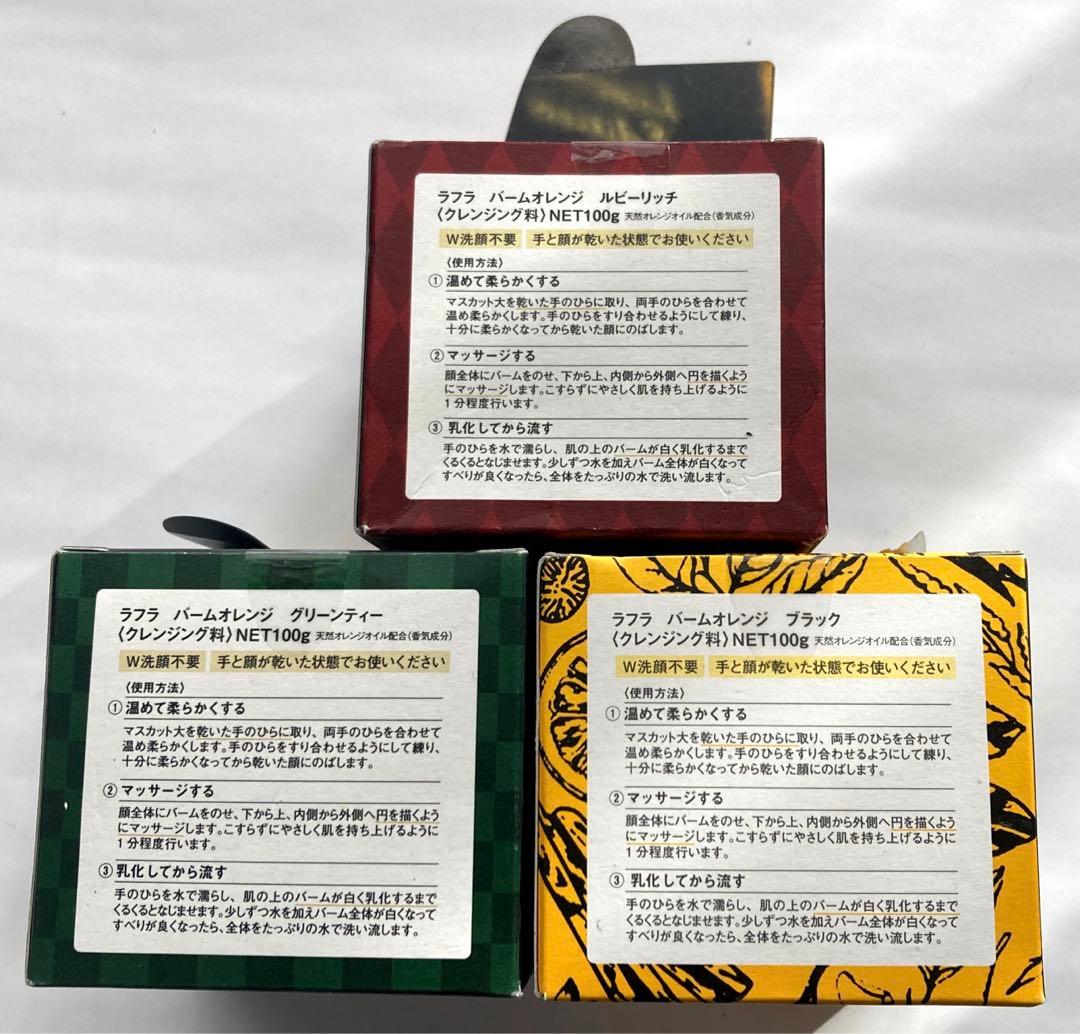 ラフラ　バームオレンジ　ルビーリッチ
〈クレンジング料〉NET100g 天然オレンジオイル配合(香気成分)
W洗顔不要　手と顔が乾いた状態でお使いください
〈使用方法〉
①温めて柔らかくする
マスカット大を乾いた手のひらに取り、両手のひらを合わせて
温め柔らかくします。手のひらをすり合わせるようにして練り、
十分に柔らかくなってから乾いた顔にのばします。
②マッサージする
顔全体にバームをのせ、下から上、内側から外側へ円を描くよう
にマッサージします。こすらずにやさしく肌を持ち上げるように
1分程度行います。
③乳化してから流す
手のひらを水で濡らし、肌の上のバームが白く乳化するまで
くるくるとなじませます。少しずつ水を加えバーム全体が白くなって
すべりが良くなったら、全体をたっぷりの水で洗い流します。
ラフラ　バームオレンジ　グリーンティー
〈クレンジング料〉NET100g 天然オレンジオイル配合(香気成分)
W洗顔不要　手と顔が乾いた状態でお使いください
〈使用方法〉
①温めて柔らかくする
マスカット大を乾いた手のひらに取り、両手のひらを合わせて
温め柔らかくします。手のひらをすり合わせるようにして練り、
十分に柔らかくなってから乾いた顔にのばします。
②マッサージする
顔全体にバームをのせ、下から上、内側から外側へ円を描くよう
にマッサージします。こすらずにやさしく肌を持ち上げるように
1分程度行います。
③乳化してから流す
手のひらを水で濡らし、肌の上のバームが白く乳化するまで
くるくるとなじませます。少しずつ水を加えバーム全体が白くなって
すべりが良くなったら、全体をたっぷりの水で洗い流します。
ラフラ　バームオレンジ　ブラック
〈クレンジング料〉NET100g 天然オレンジオイル配合(香気成分)
W洗顔不要　手と顔が乾いた状態でお使いください
〈使用方法〉
①温めて柔らかくする
マスカット大を乾いた手のひらに取り、両手のひらを合わせて
温め柔らかくします。手のひらをすり合わせるようにして練り、
十分に柔らかくなってから乾いた顔にのばします。
②マッサージする
顔全体にバームをのせ、下から上、内側から外側へ円を描くよう
にマッサージします。こすらずにやさしく肌を持ち上げるように
1分程度行います。
③乳化してから流す
手のひらを水で濡らし、肌の上のバームが白く乳化するまで
くるくるとなじませます。少しずつ水を加えバーム全体が白くなって
すべりが良くなったら、全体をたっぷりの水で洗い流します。